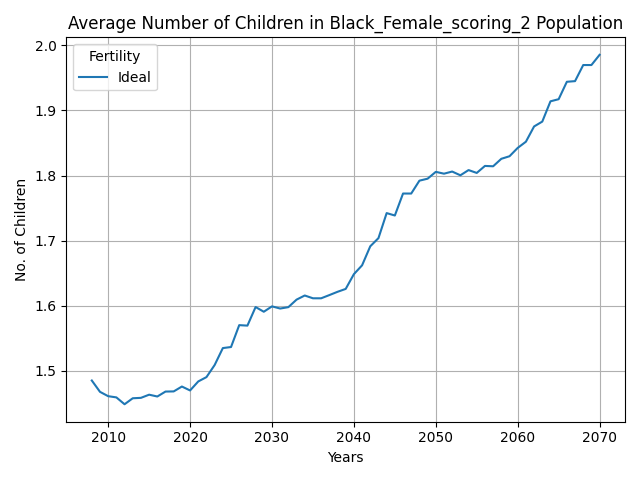 Average Number of Children in Black_Female_scoring_2 Population
Fertility
Ideal
No. of Children
2.0
1.9
1.8
1.7
1.6
1.5
2010 2020 2030 2040 2050 2060 2070
Years